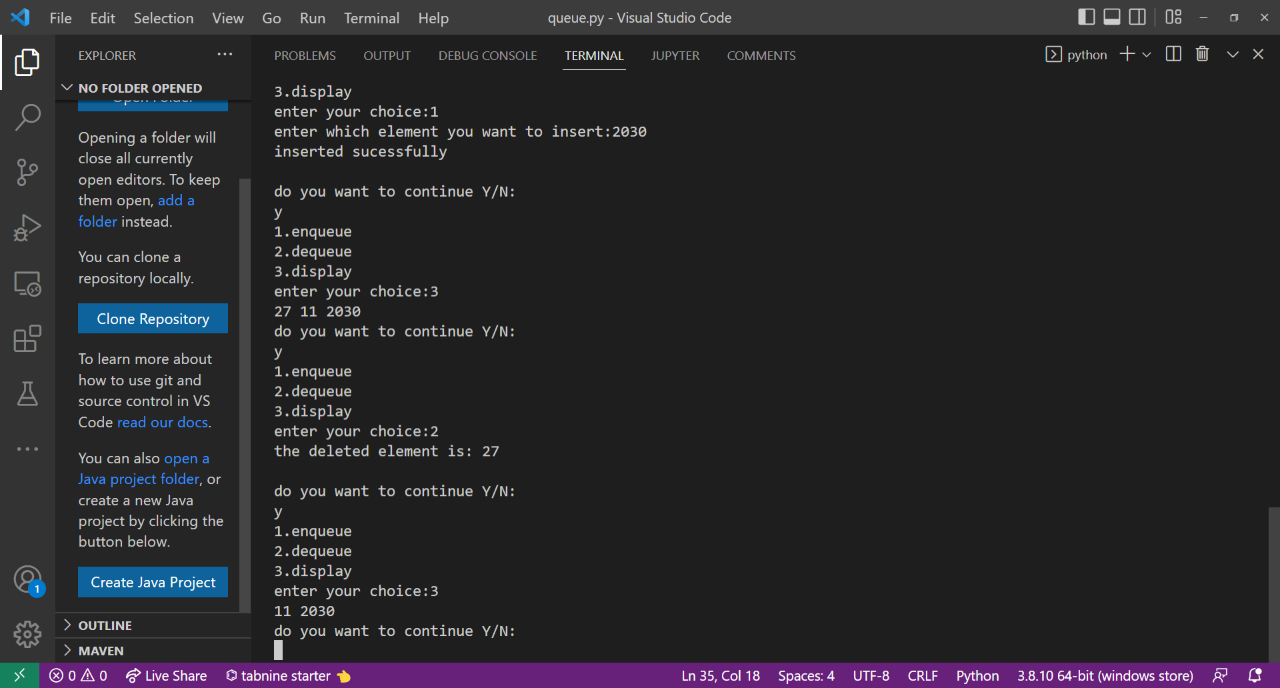 File Edit Selection View Go Run Terminal Help queue.py - Visual Studio Code
EXPLORER
NO FOLDER OPENED
Open Folder
Opening a folder will
close all currently
open editors. To keep
them open, add a
folder instead.
You can clone a
repository locally.
Clone Repository
To learn more about
how to use git and
source control in VS
Code read our docs.
You can also open a
Java project folder, or
create a new Java
project by clicking the
button below.
Create Java Project
OUTLINE
MAVEN
1
PROBLEMS OUTPUT DEBUG CONSOLE TERMINAL JUPYTER COMMENTS python
3.display
enter your choice:1
enter which element you want to insert:2030
inserted sucessfully
do you want to continue Y/N:
y
1.enqueue
2.dequeue
3.display
enter your choice:3
27 11 2030
do you want to continue Y/N:
y
1.enqueue
2.dequeue
3.display
enter your choice:2
the deleted element is: 27
do you want to continue Y/N:
y
1.enqueue
2.dequeue
3.display
enter your choice:3
11 2030
do you want to continue Y/N:
0 0 Live Share tabnine starter 👈 Ln 35, Col 18 Spaces: 4 UTF-8 CRLF Python 3.8.10 64-bit (windows store)